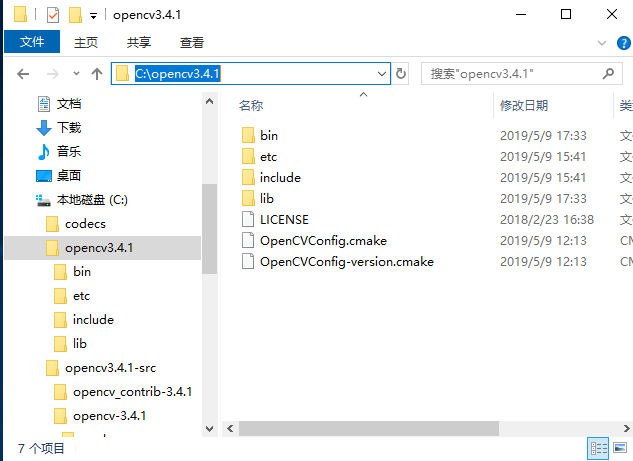 opencv3.4.1
文件 主页 共享 查看
C:\opencv3.4.1 搜索"opencv3.4.1"
文档
下载
音乐
桌面
本地磁盘 (C:)
codecs
opencv3.4.1
bin
etc
include
lib
opencv3.4.1-src
opencv_contrib-3.4.1
opencv-3.4.1
名称 修改日期
bin 2019/5/9 17:33 文
etc 2019/5/9 15:41 文
include 2019/5/9 15:41 文
lib 2019/5/9 17:33 文
LICENSE 2018/2/23 16:38 文
OpenCVConfig.cmake 2019/5/9 12:13 CM
OpenCVConfig-version.cmake 2019/5/9 12:13 CM
7 个项目